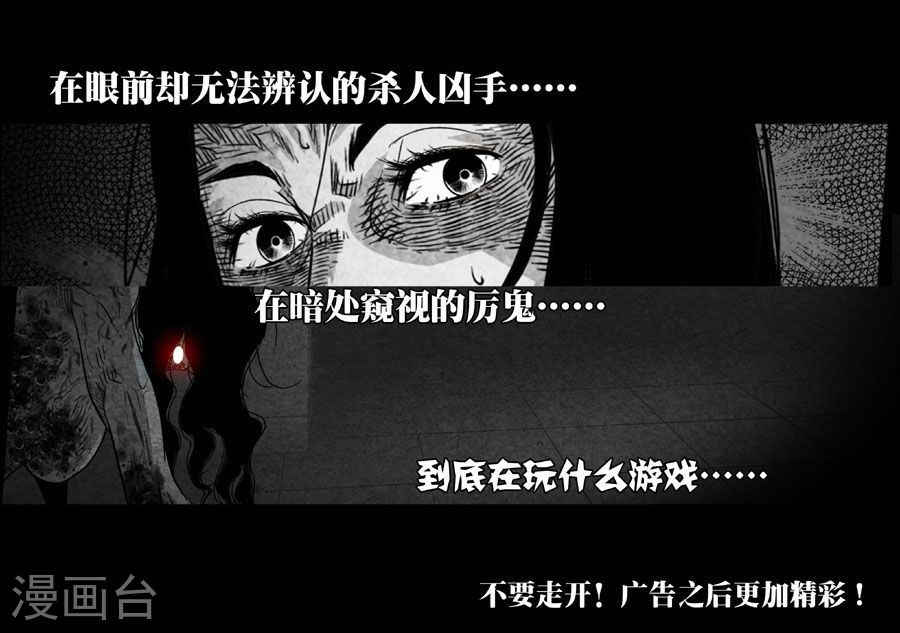 在眼前却无法辨认的杀人凶手……
在暗处窥视的厉鬼……
到底在玩什么游戏……
不要走开！广告之后更加精彩！
漫画台